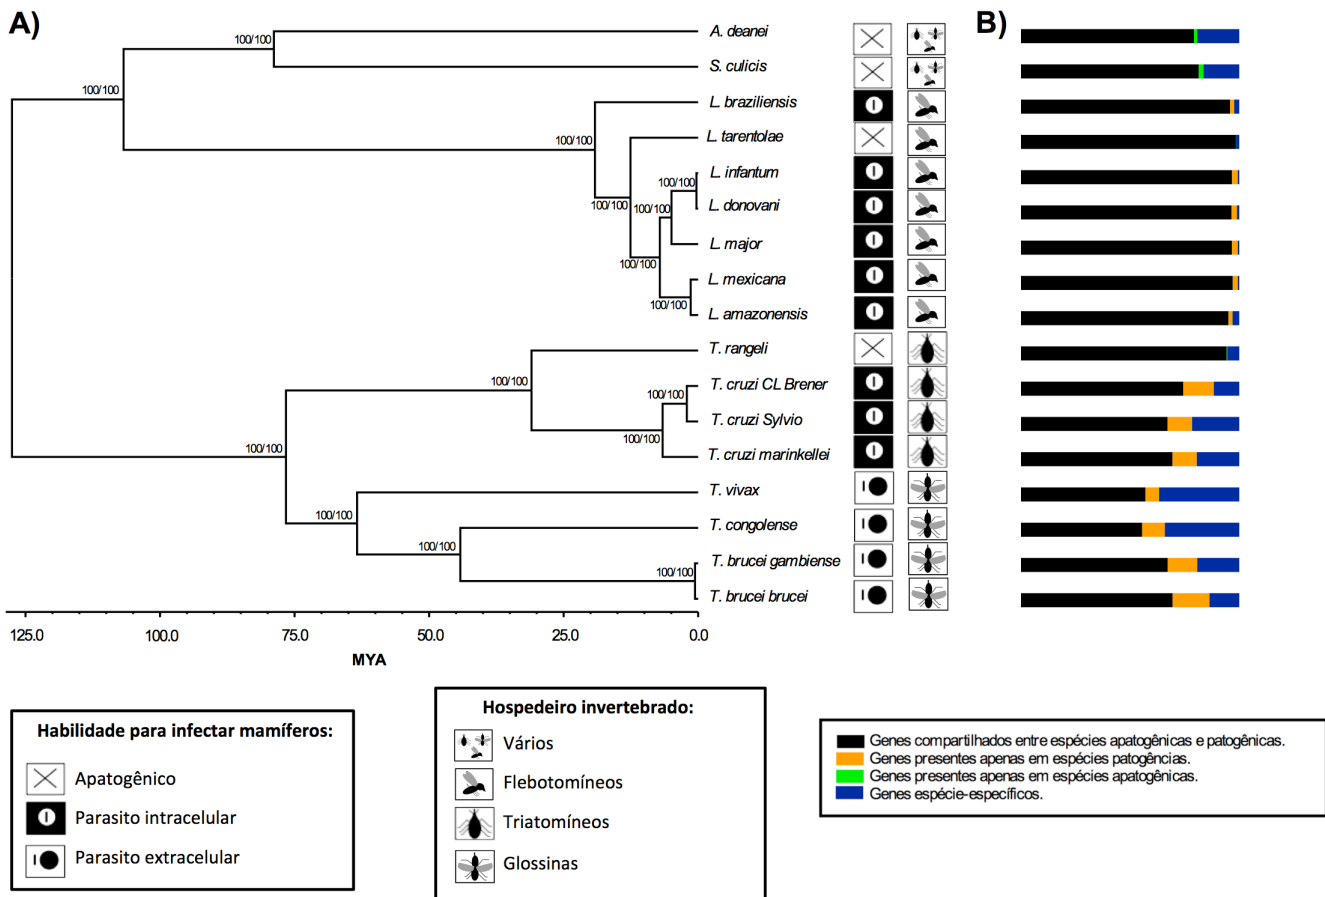 A)
B)
100/100
A. deanei
S. culicis
100/100
L. braziliensis
L. tarentolae
100/100
L. infantum
100/100
L. donovani
100/100
100/100
L. major
100/100
L. mexicana
100/100
L. amazonensis
T. rangeli
100/100
T. cruzi CL Brener
T. cruzi Sylvio
100/100
T. cruzi marinkellei
100/100
T. vivax
100/100
T. congolense
100/100
T. brucei gambiense
100/100
T. brucei brucei
125.0 100.0 75.0 50.0 25.0 0.0
MYA
Habilidade para infectar mamíferos:
Apatogênico
Parasito intracelular
Parasito extracelular
Hospedeiro invertebrado:
Vários
Flebotomíneos
Triatomíneos
Glossinas
Genes compartilhados entre espécies apatogênicas e patogênicas.
Genes presentes apenas em espécies patogências.
Genes presentes apenas em espécies apatogênicas.
Genes espécie-específicos.